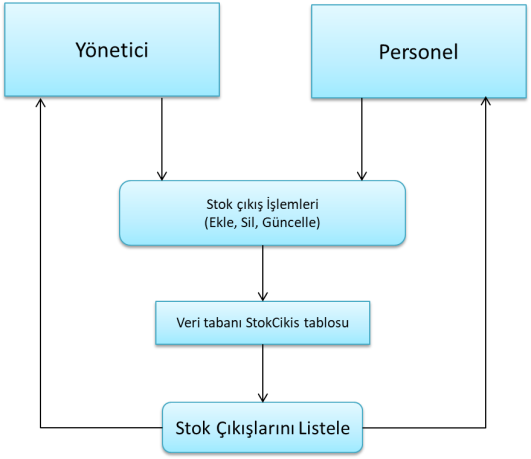 Yönetici
Personel
Stok çıkış İşlemleri
(Ekle, Sil, Güncelle)
Veri tabanı StokCikis tablosu
Stok Çıkışlarını Listele